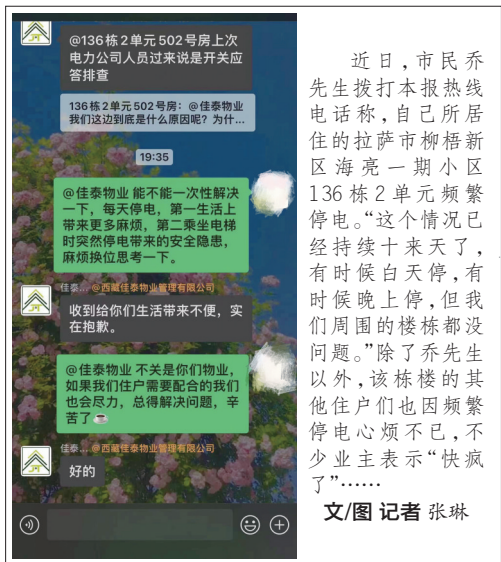 @136栋2单元502号房上次
电力公司人员过来说是开关应
答排查
136栋2单元502号房：@佳泰物业
我们这边到底是什么原因呢？为什...
19:35
@佳泰物业 能不能一次性解决
一下，每天停电，第一生活上
带来更多麻烦，第二乘坐电梯
时突然停电带来的安全隐患，
麻烦换位思考一下。
佳泰... @西藏佳泰物业管理有限公司
收到给你们生活带来不便，实
在抱歉。
@佳泰物业 不关是你们物业，
如果我们住户需要配合的我们
也会尽力，总得解决问题，辛
苦了☕
佳泰... @西藏佳泰物业管理有限公司
好的
近日，市民乔
先生拨打本报热线
电话称，自己所居
住的拉萨市柳梧新
区海亮一期小区
136栋2单元频繁
停电。“这个情况已
经持续十来天了，
有时候白天停，有
时候晚上停，但我
们周围的楼栋都没
问题。”除了乔先生
以外，该栋楼的其
他住户们也因频繁
停电心烦不已，不
少业主表示“快疯
了”……
文/图 记者 张琳